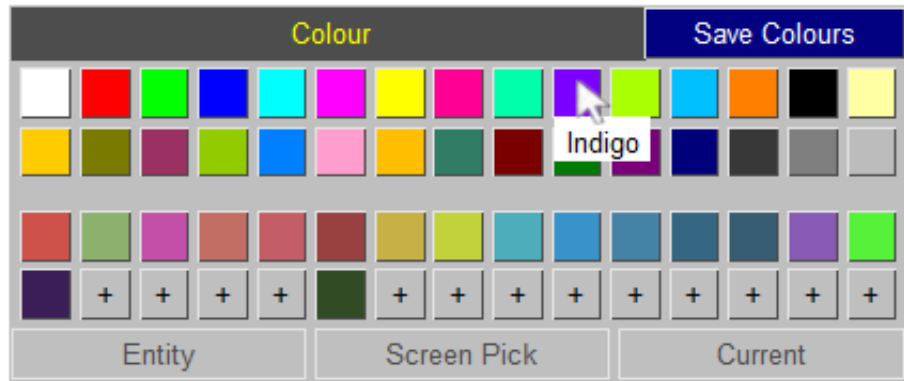 Colour Save Colours
Indigo
+ + + + + + + + + + + + +
Entity Screen Pick Current